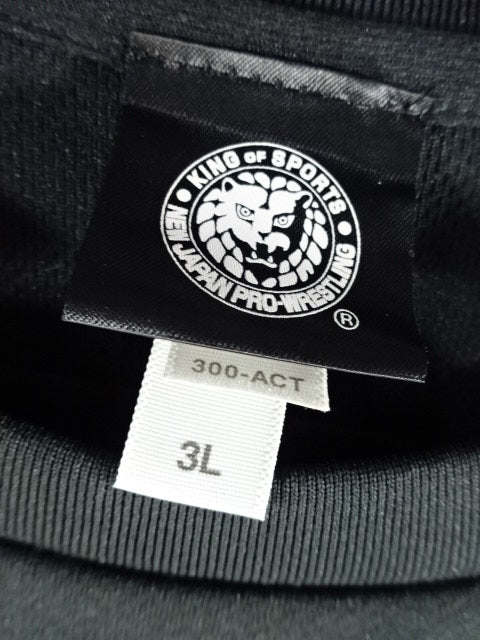 • KING OF SPORTS •
NEW JAPAN PRO-WRESTLING
®
300-ACT
3L